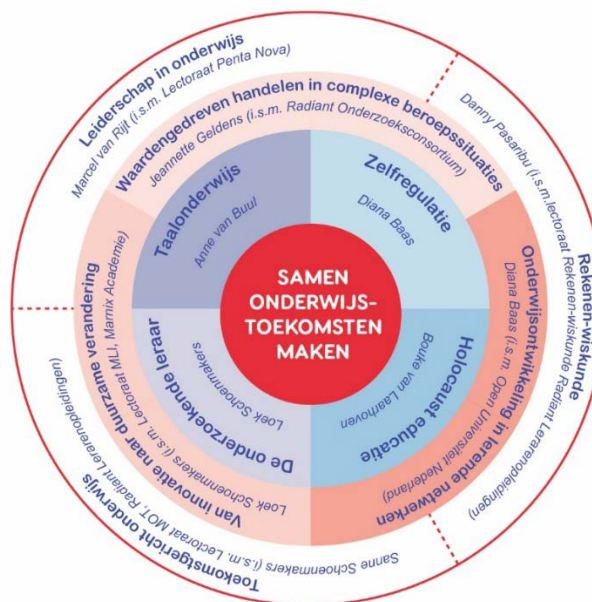 Leiderschap in onderwijs
Marcel van Rijt (i.s.m. Lectoraat Penta Nova)
Waardengedreven handelen in complexe beroepssituaties
Jeannette Geldens (i.s.m. Radiant Onderzoeksconsortium)
Danny Pasaribu (i.s.m.lectoraat Rekenen-wiskunde Radiant Lerarenopleidingen)
Rekenen-wiskunde
Taalonderwijs
Anne van Buul
Zelfregulatie
Diana Baas
Onderwijsontwikkeling in lerende netwerken
Diana Baas (i.s.m. Open Universiteit Nederland)
SAMEN
ONDERWIJS-
TOEKOMSTEN
MAKEN
De onderzoekende leraar
Loek Schoenmakers
Holocaust educatie
Bouke van Laarhoven
Van innovatie naar duurzame verandering
Loek Schoenmakers (i.s.m. Lectoraat MLI, Marnix Academie)
Toekomstgericht onderwijs
Sanne Schoenmakers (i.s.m. Lectoraat MOT, Radiant Lerarenopleidingen)